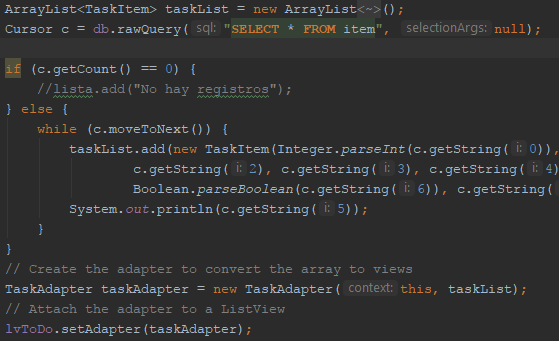 ArrayList<TaskItem> taskList = new ArrayList<~>();
Cursor c = db.rawQuery( sql: "SELECT * FROM item", selectionArgs: null);
if (c.getCount() == 0) {
//lista.add("No hay registros");
} else {
while (c.moveToNext()) {
taskList.add(new TaskItem(Integer.parseInt(c.getString( i: 0)),
c.getString( i: 2), c.getString( i: 3), c.getString( i: 4)
Boolean.parseBoolean(c.getString( i: 6)), c.getString(
System.out.println(c.getString( i: 5));
}
}
// Create the adapter to convert the array to views
TaskAdapter taskAdapter = new TaskAdapter( context: this, taskList);
// Attach the adapter to a ListView
lvToDo.setAdapter(taskAdapter);